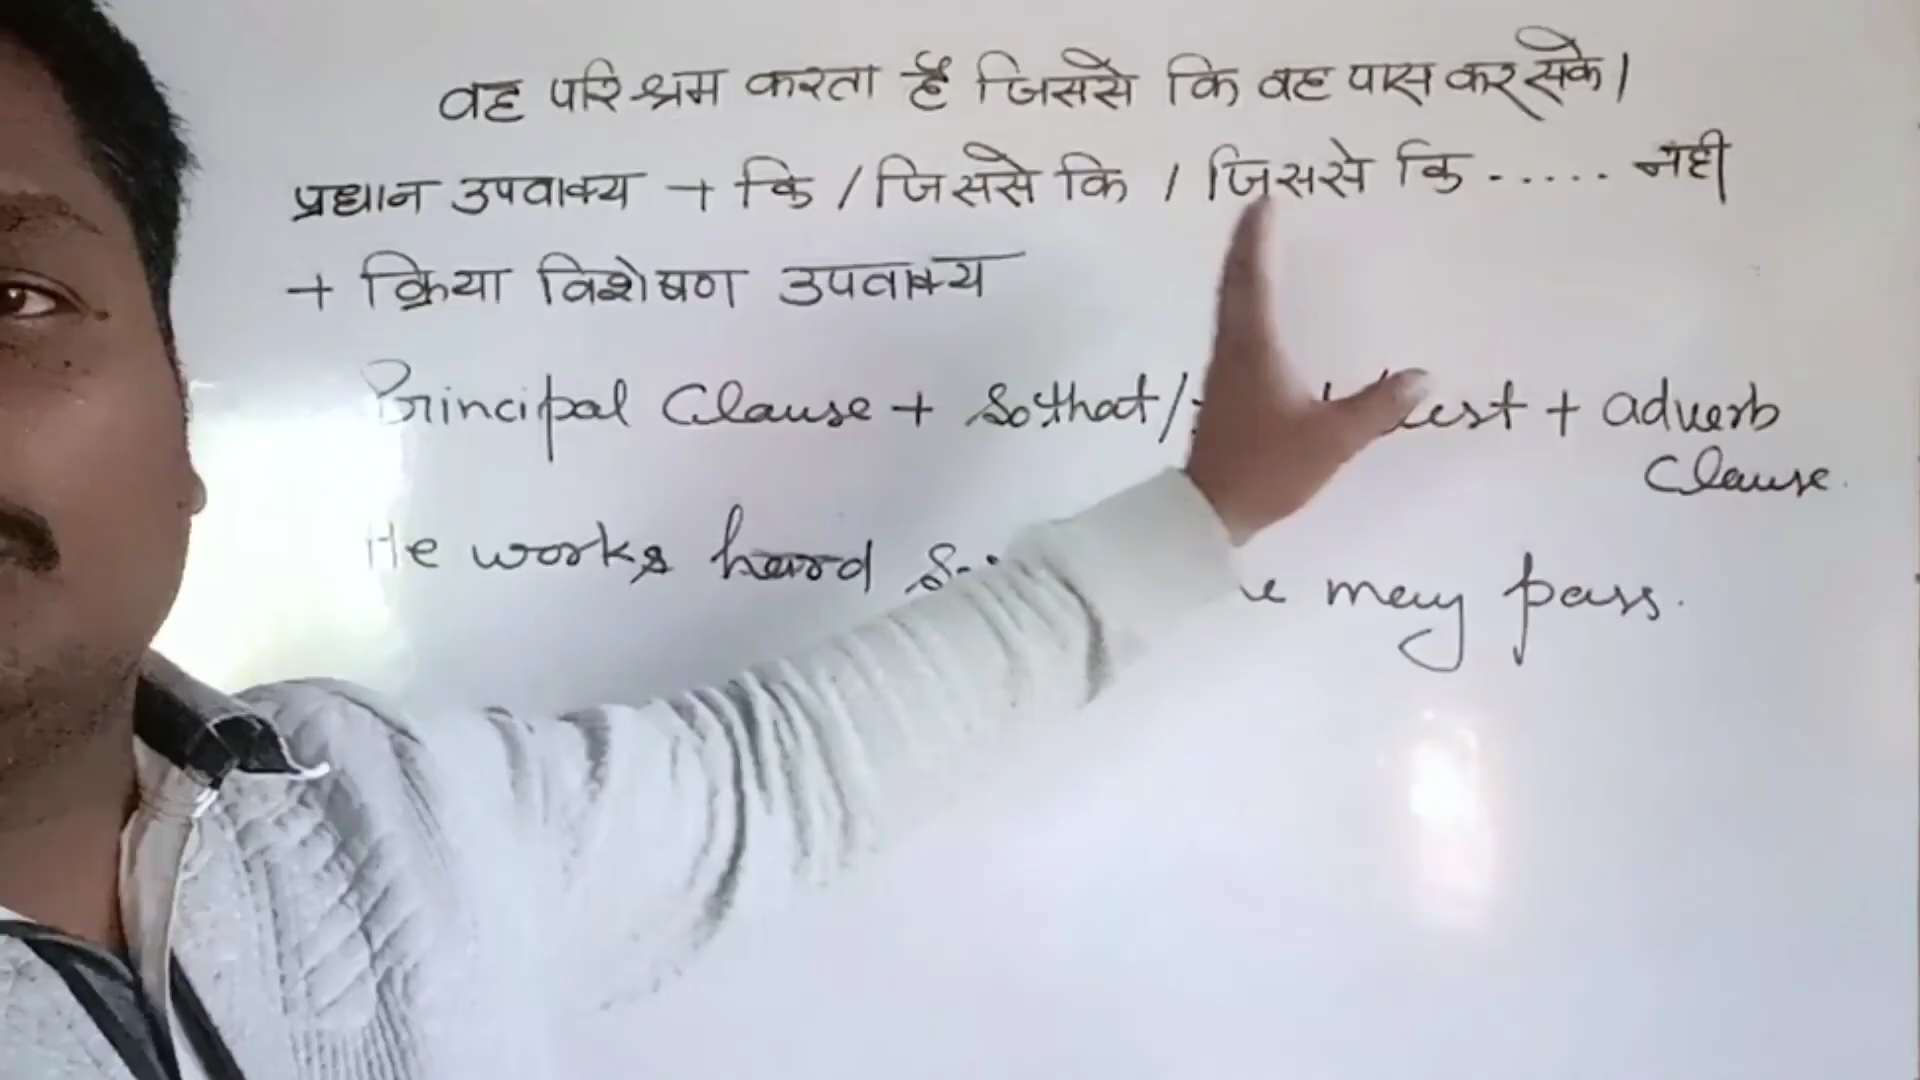 वह परिश्रम करता है जिससे कि वह पास कर सके।
प्रधान उपवाक्य + कि / जिससे कि / जिससे कि ..... नही
+ क्रिया विशेषण उपवाक्य
Principal Clause + So that / + adverb
Clause.
He works hard may pass.